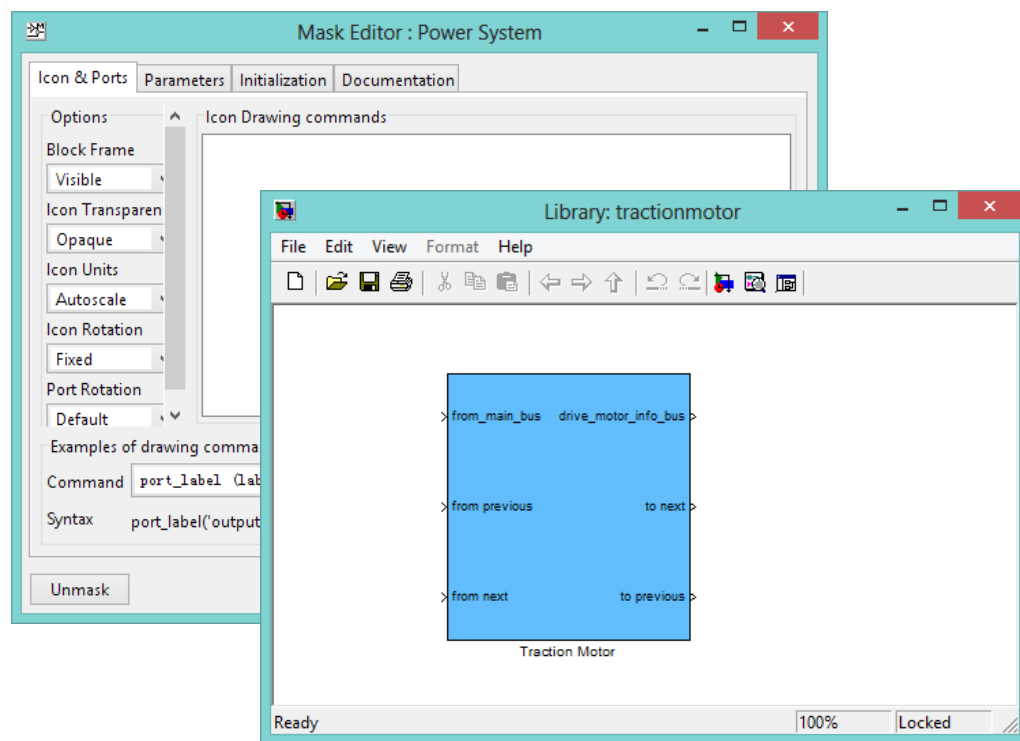 Mask Editor : Power System
Icon & Ports Parameters Initialization Documentation
Options
Icon Drawing commands
Block Frame
Visible
Icon Transparen
Opaque
Icon Units
Autoscale
Icon Rotation
Fixed
Port Rotation
Default
Examples of drawing comma
Command port_label (lab
Syntax port_label('output
Unmask
Library: tractionmotor
File Edit View Format Help
from_main_bus drive_motor_info_bus
from previous to next
from next to previous
Traction Motor
Ready 100% Locked